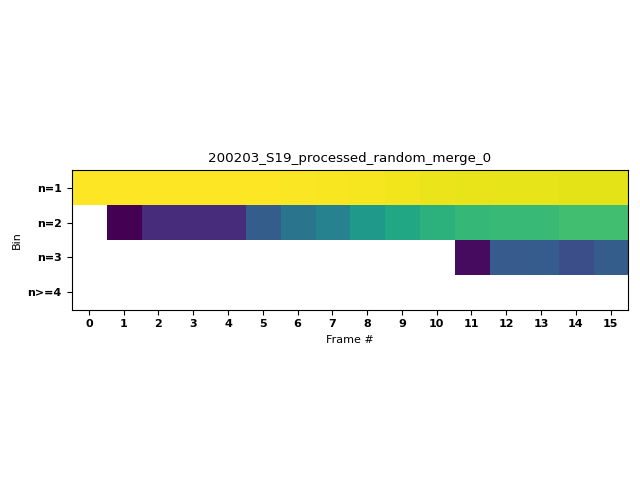 200203_S19_processed_random_merge_0
n=1
n=2
n=3
n>=4
Bin
0 1 2 3 4 5 6 7 8 9 10 11 12 13 14 15
Frame #